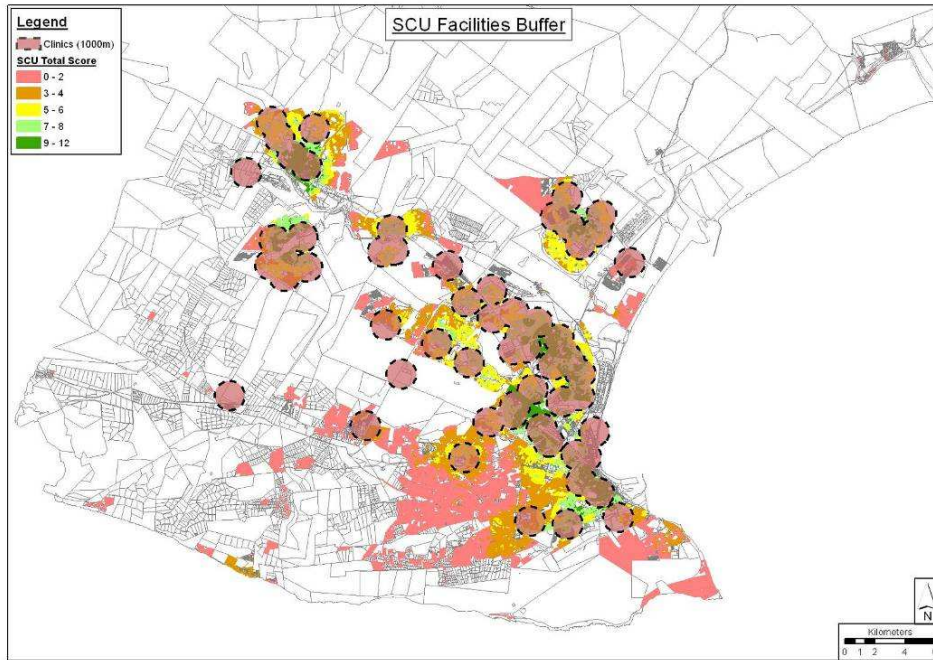 SCU Facilities Buffer
Legend
Clinics (1000m)
SCU Total Score
0 - 2
3 - 4
5 - 6
7 - 8
9 - 12
N
Kilometers
0 1 2 4